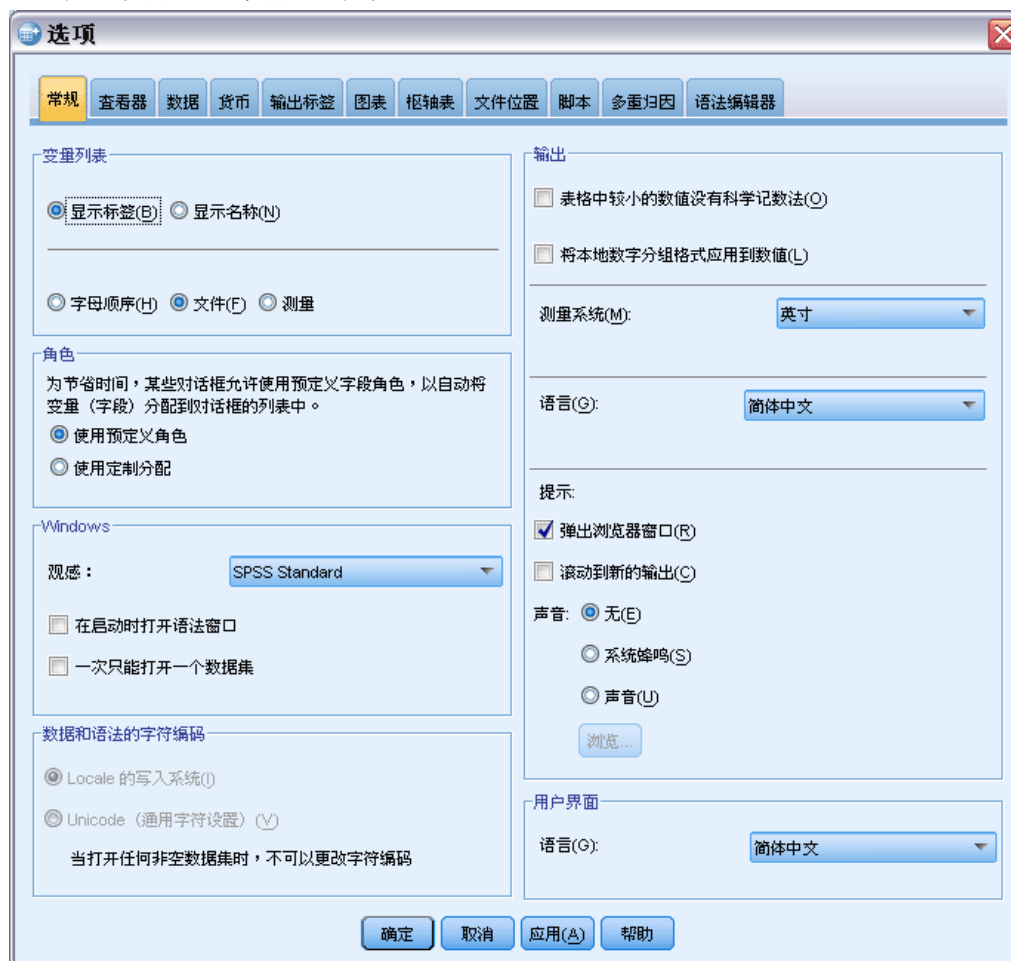 选项
常规 查看器 数据 货币 输出标签 图表 枢轴表 文件位置 脚本 多重归因 语法编辑器
变量列表
显示标签(B) 显示名称(N)
字母顺序(H) 文件(F) 测量
角色
为节省时间，某些对话框允许使用预定义字段角色，以自动将
变量（字段）分配到对话框的列表中。
使用预定义角色
使用定制分配
Windows
观感： SPSS Standard
在启动时打开语法窗口
一次只能打开一个数据集
数据和语法的字符编码
Locale 的写入系统(I)
Unicode（通用字符设置）(V)
当打开任何非空数据集时，不可以更改字符编码
输出
表格中较小的数值没有科学记数法(O)
将本地数字分组格式应用到数值(L)
测量系统(M): 英寸
语言(G): 简体中文
提示:
弹出浏览器窗口(R)
滚动到新的输出(C)
声音: 无(E)
系统蜂鸣(S)
声音(U)
浏览...
用户界面
语言(G): 简体中文
确定 取消 应用(A) 帮助